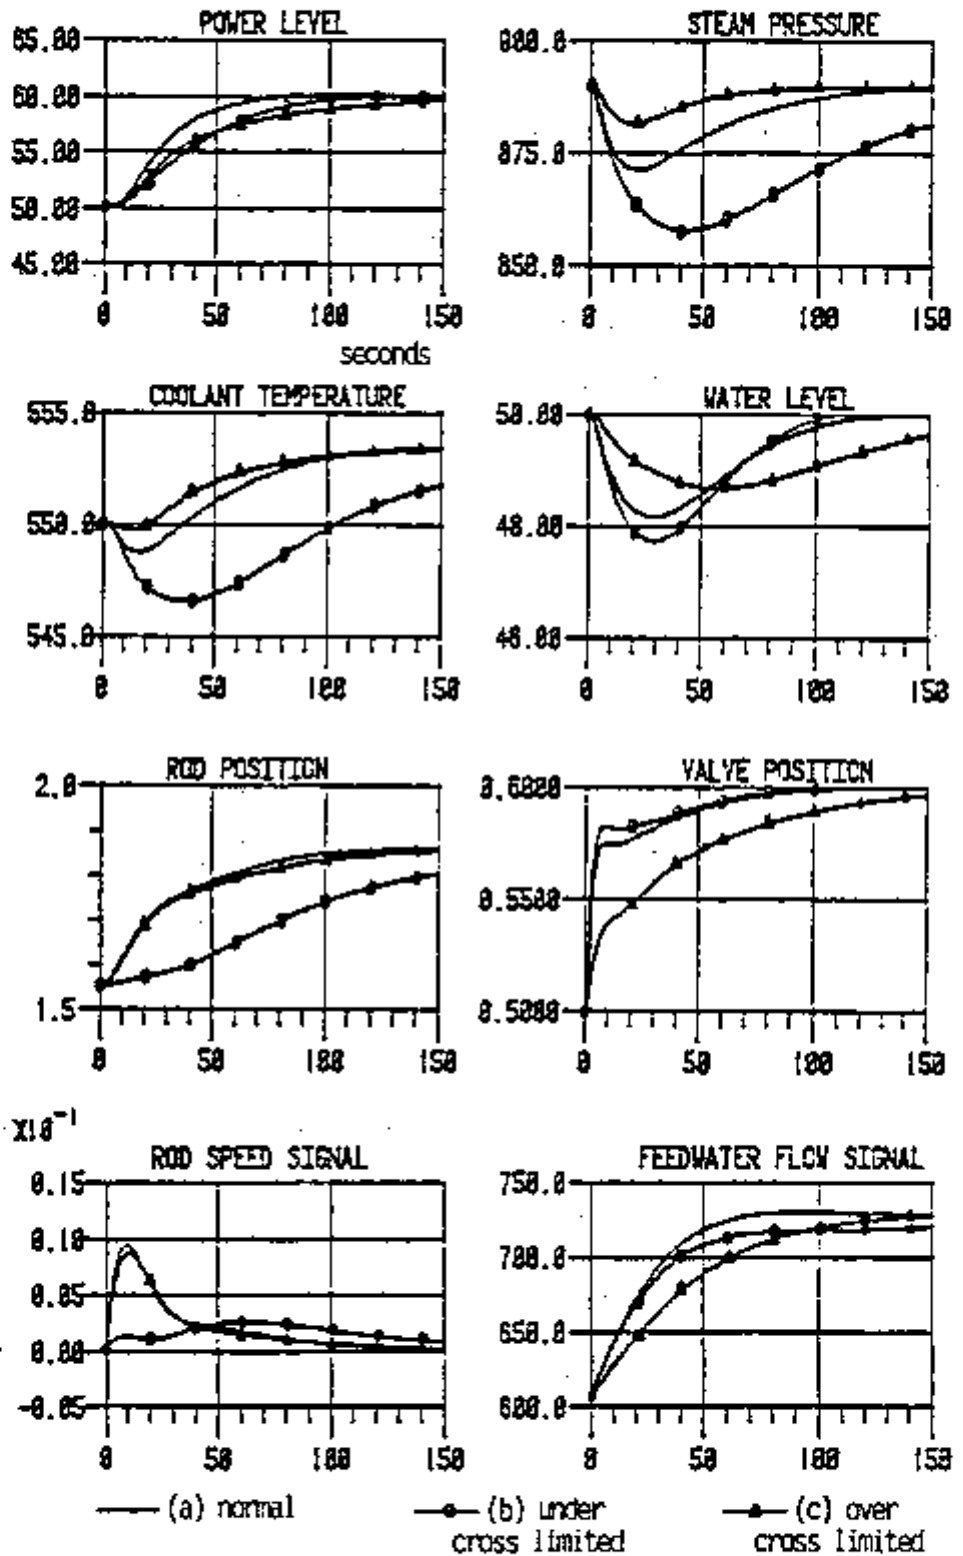 POWER LEVEL
65.00
60.00
55.00
50.00
45.00
0 50 100 150
seconds
STEAM PRESSURE
900.0
875.0
850.0
0 50 100 150
COOLANT TEMPERATURE
555.0
550.0
545.0
0 50 100 150
WATER LEVEL
50.00
48.00
46.00
0 50 100 150
ROD POSITION
2.0
1.5
0 50 100 150
VALVE POSITION
0.6000
0.5500
0.5000
0 50 100 150
X10⁻¹
ROD SPEED SIGNAL
0.15
0.10
0.05
0.00
-0.05
0 50 100 150
FEEDWATER FLOW SIGNAL
750.0
700.0
650.0
600.0
0 50 100 150
(a) normal
(b) under
cross limited
(c) over
cross limited